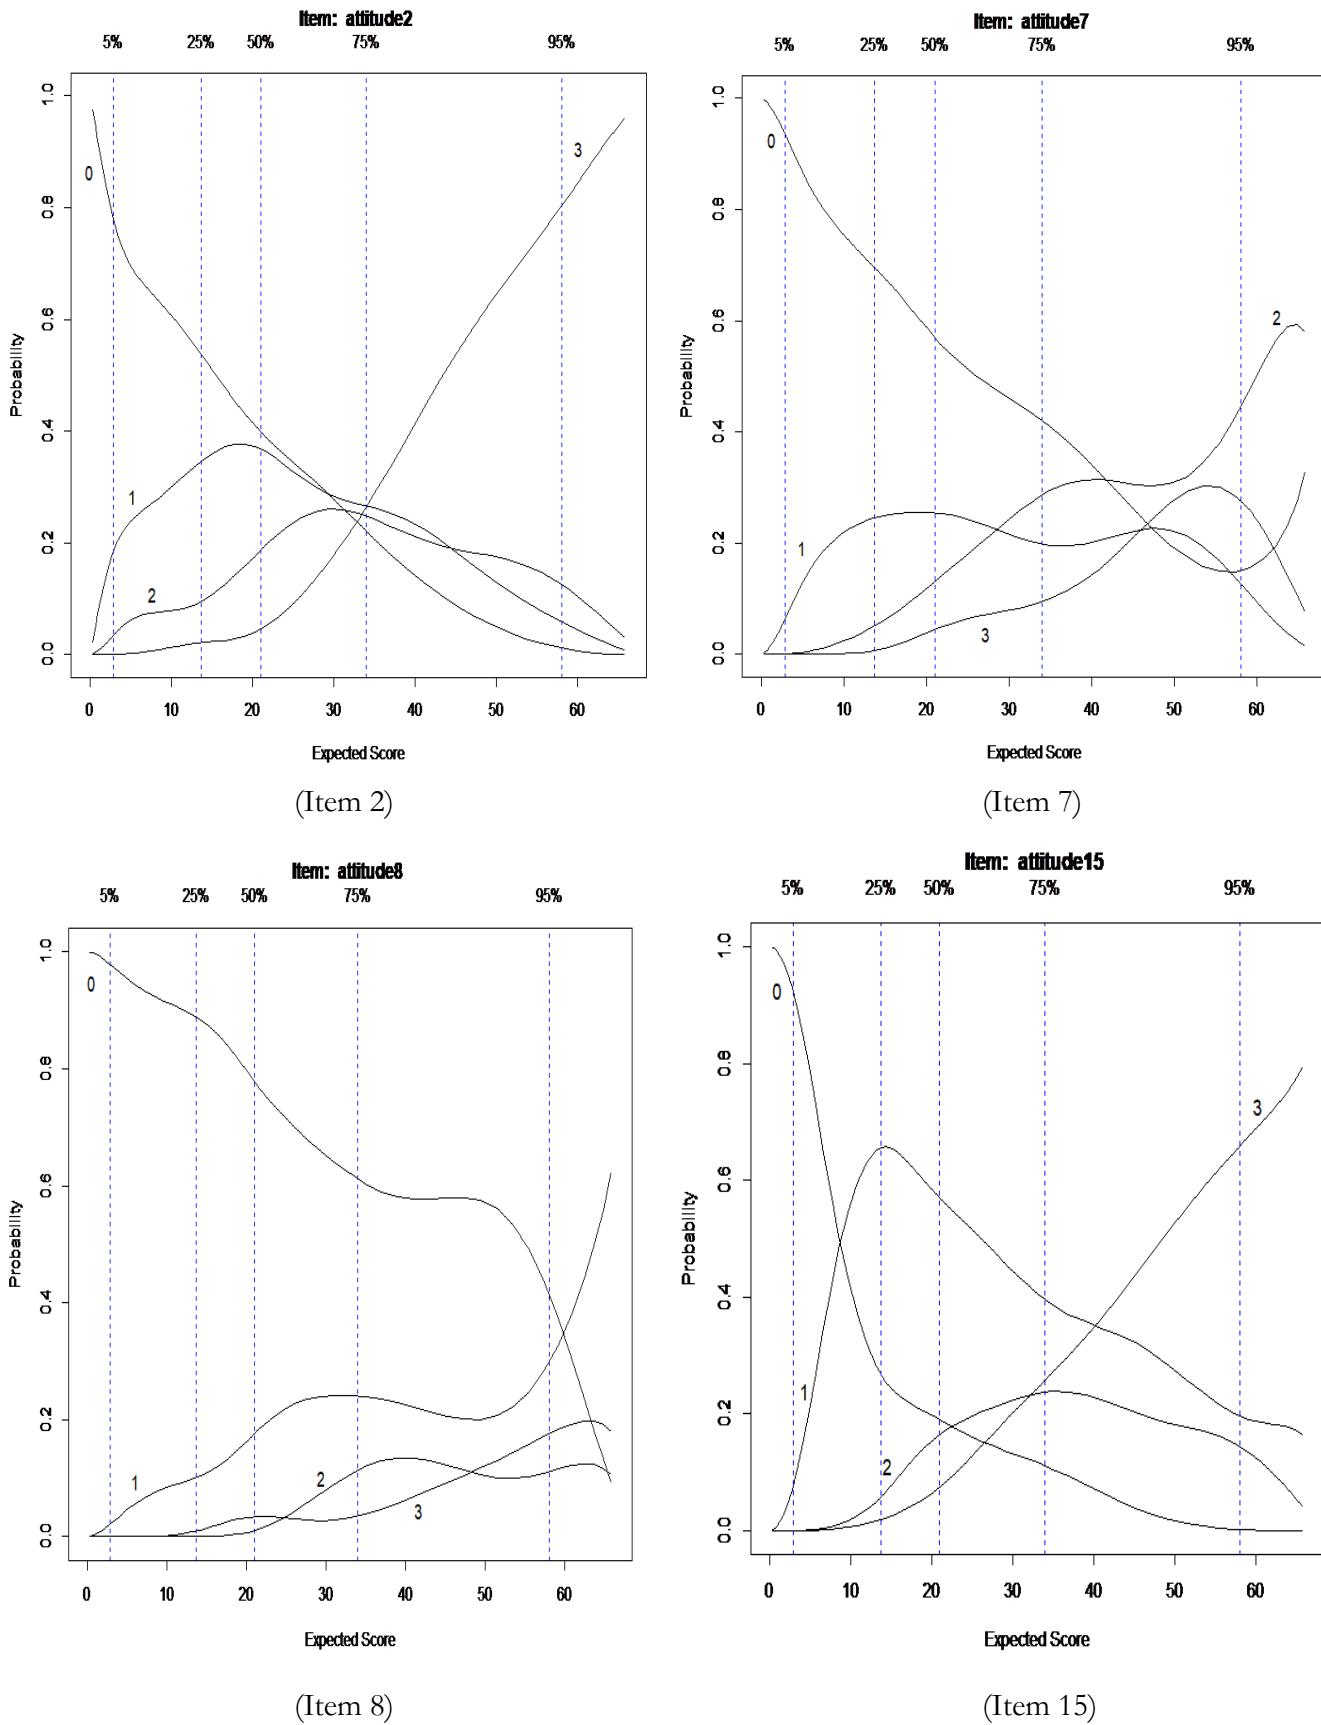 Item: attitude2
5% 25% 50% 75% 95%
1.0
0.8
0.6
0.4
0.2
0.0
Probability
0
1
2
3
0 10 20 30 40 50 60
Expected Score
(Item 2)
Item: attitude7
5% 25% 50% 75% 95%
1.0
0.8
0.6
0.4
0.2
0.0
Probability
0
1
2
3
0 10 20 30 40 50 60
Expected Score
(Item 7)
Item: attitude8
5% 25% 50% 75% 95%
1.0
0.8
0.6
0.4
0.2
0.0
Probability
0
1
2
3
0 10 20 30 40 50 60
Expected Score
(Item 8)
Item: attitude15
5% 25% 50% 75% 95%
1.0
0.8
0.6
0.4
0.2
0.0
Probability
0
1
2
3
0 10 20 30 40 50 60
Expected Score
(Item 15)